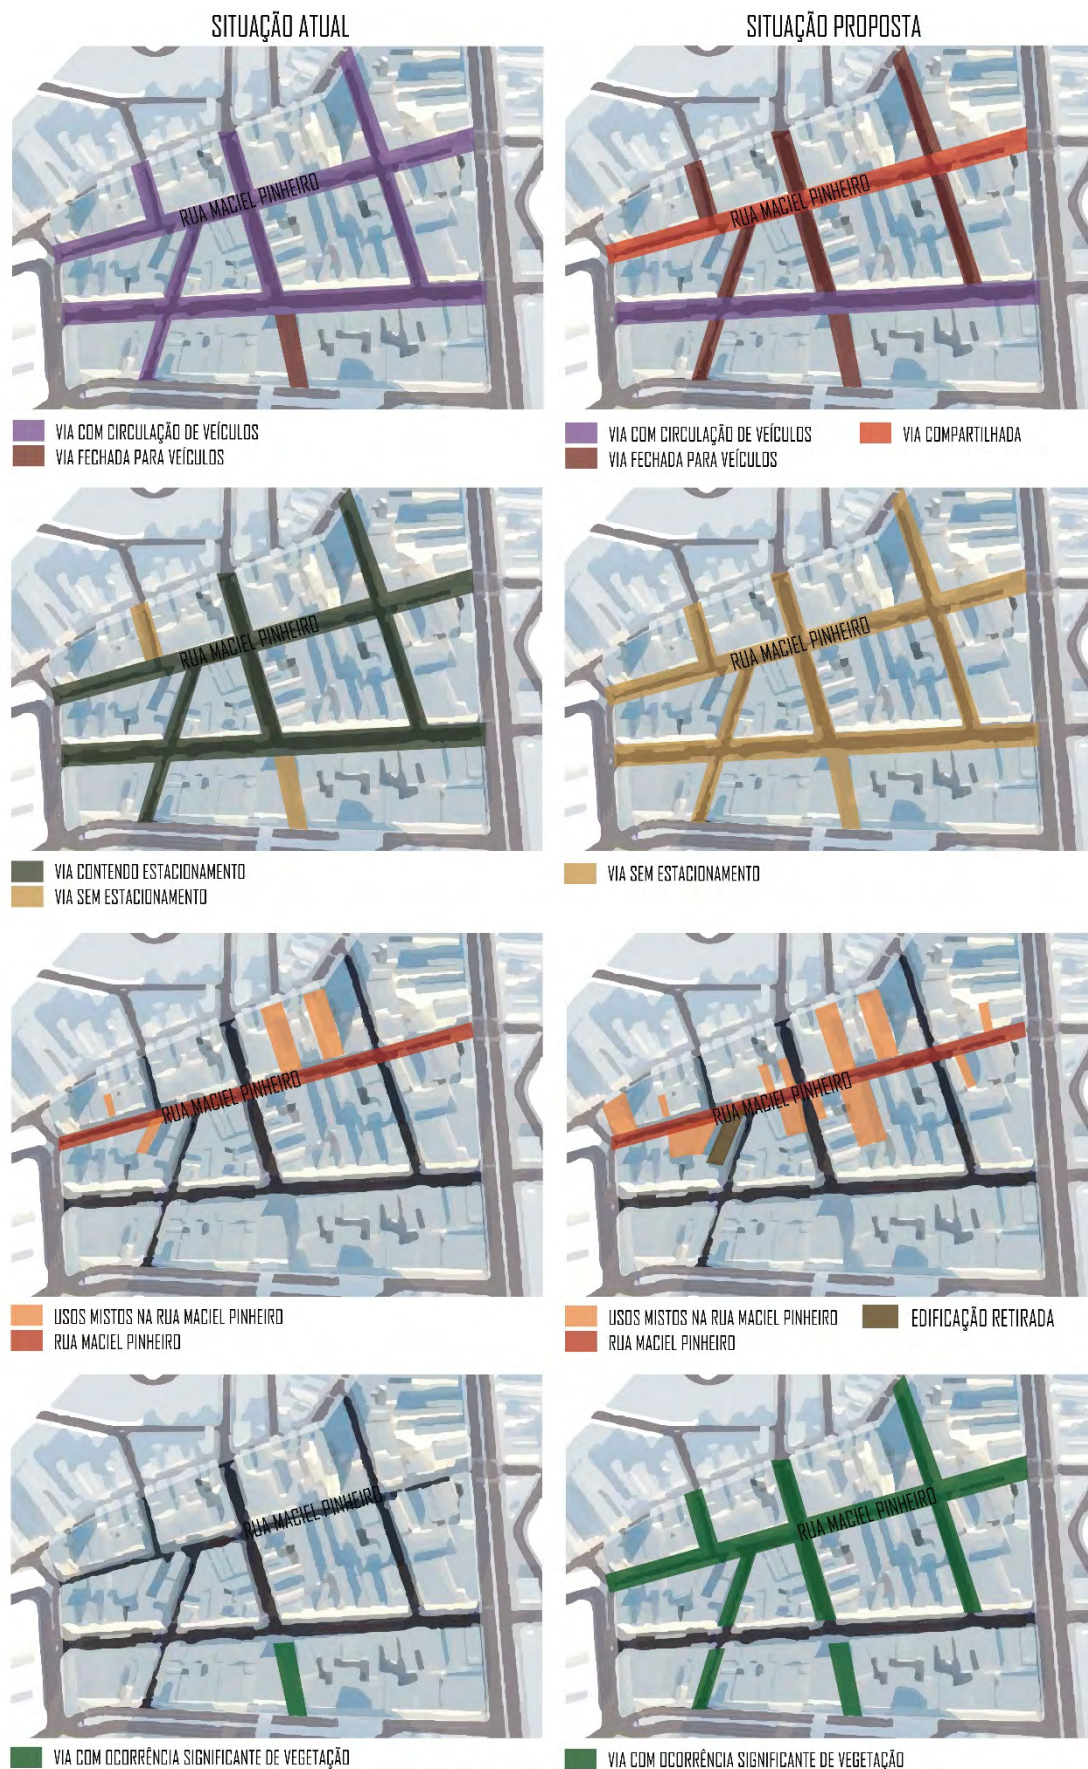 SITUAÇÃO ATUAL
SITUAÇÃO PROPOSTA
RUA MACIEL PINHEIRO
RUA MACIEL PINHEIRO
VIA COM CIRCULAÇÃO DE VEÍCULOS
VIA FECHADA PARA VEÍCULOS
VIA COM CIRCULAÇÃO DE VEÍCULOS
VIA COMPARTILHADA
VIA FECHADA PARA VEÍCULOS
RUA MACIEL PINHEIRO
RUA MACIEL PINHEIRO
VIA CONTENDO ESTACIONAMENTO
VIA SEM ESTACIONAMENTO
VIA SEM ESTACIONAMENTO
RUA MACIEL PINHEIRO
RUA MACIEL PINHEIRO
USOS MISTOS NA RUA MACIEL PINHEIRO
RUA MACIEL PINHEIRO
USOS MISTOS NA RUA MACIEL PINHEIRO
EDIFICAÇÃO RETIRADA
RUA MACIEL PINHEIRO
RUA MACIEL PINHEIRO
RUA MACIEL PINHEIRO
VIA COM OCORRÊNCIA SIGNIFICANTE DE VEGETAÇÃO
VIA COM OCORRÊNCIA SIGNIFICANTE DE VEGETAÇÃO